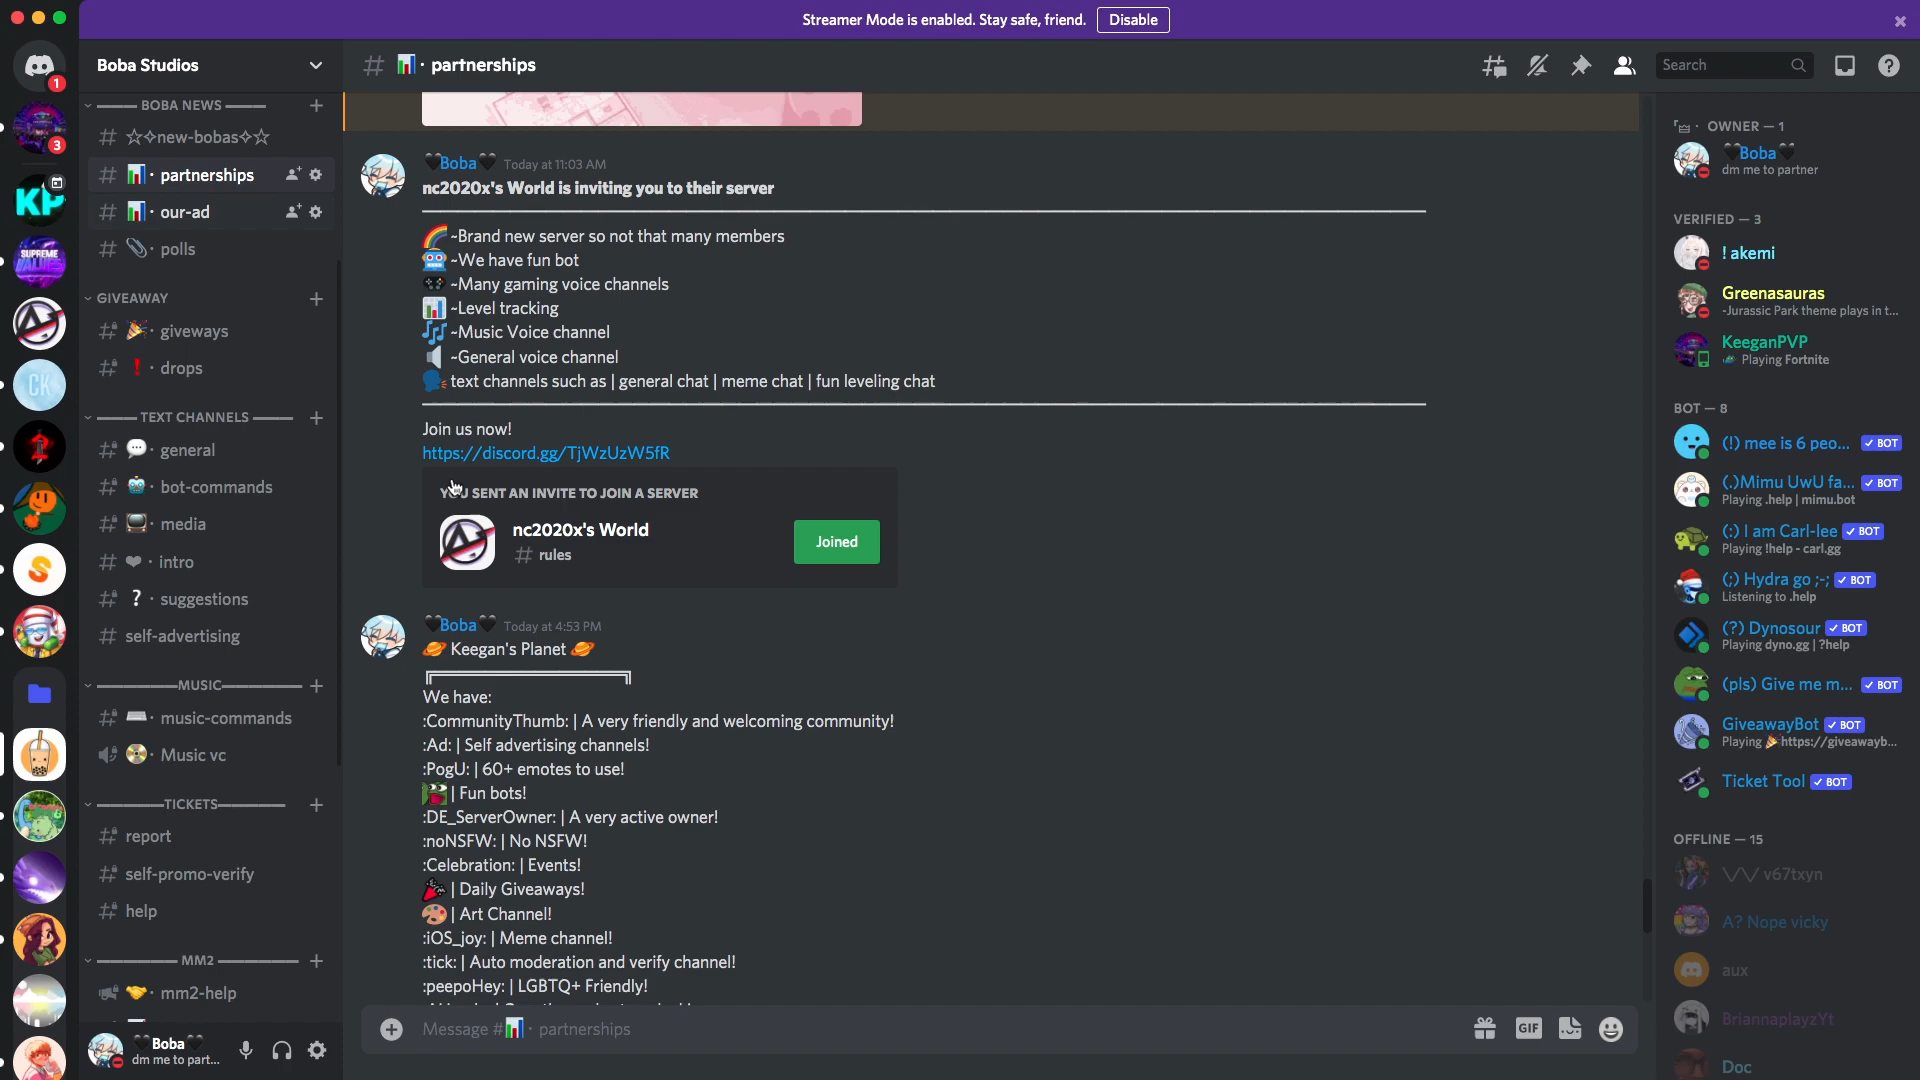 Streamer Mode is enabled. Stay safe, friend.
Disable
1
3
KP
SUPREME
VALUES
CK
S
Boba Studios
BOBA NEWS
☆✧new-bobas✧☆
partnerships
our-ad
polls
GIVEAWAY
giveways
drops
TEXT CHANNELS
general
bot-commands
media
intro
suggestions
self-advertising
MUSIC
music-commands
Music vc
TICKETS
report
self-promo-verify
help
MM2
mm2-help
🖤Boba🖤
dm me to part...
# 📊· partnerships
Search
🖤Boba🖤 Today at 11:03 AM
nc2020x's World is inviting you to their server
🌈 ~Brand new server so not that many members
🤖 ~We have fun bot
🎮 ~Many gaming voice channels
📊 ~Level tracking
🎶 ~Music Voice channel
🔈 ~General voice channel
🗣 text channels such as | general chat | meme chat | fun leveling chat
Join us now!
https://discord.gg/TjWzUzW5fR
YOU SENT AN INVITE TO JOIN A SERVER
nc2020x's World
# rules
Joined
🖤Boba🖤 Today at 4:53 PM
🪐 Keegan's Planet 🪐
╔══════════════╗
We have:
:CommunityThumb: | A very friendly and welcoming community!
:Ad: | Self advertising channels!
:PogU: | 60+ emotes to use!
| Fun bots!
:DE_ServerOwner: | A very active owner!
:noNSFW: | No NSFW!
:Celebration: | Events!
🎉 | Daily Giveaways!
🎨 | Art Channel!
:iOS_joy: | Meme channel!
:tick: | Auto moderation and verify channel!
:peepoHey: | LGBTQ+ Friendly!
Message #📊· partnerships
GIF
OWNER — 1
🖤Boba🖤
dm me to partner
VERIFIED — 3
! akemi
Greenasauras
-Jurassic Park theme plays in t...
KeeganPVP
Playing Fortnite
BOT — 8
(!) mee is 6 peo... ✓ BOT
(.)Mimu UwU fa... ✓ BOT
Playing .help | mimu.bot
(:) I am Carl-lee ✓ BOT
Playing !help - carl.gg
(;) Hydra go ;-; ✓ BOT
Listening to .help
(?) Dynosour ✓ BOT
Playing dyno.gg | ?help
(pls) Give me m... ✓ BOT
GiveawayBot ✓ BOT
Playing 🎉https://giveawayb...
Ticket Tool ✓ BOT
OFFLINE — 15
v67txyn
A? Nope vicky
aux
BriannaplayzYt
Doc